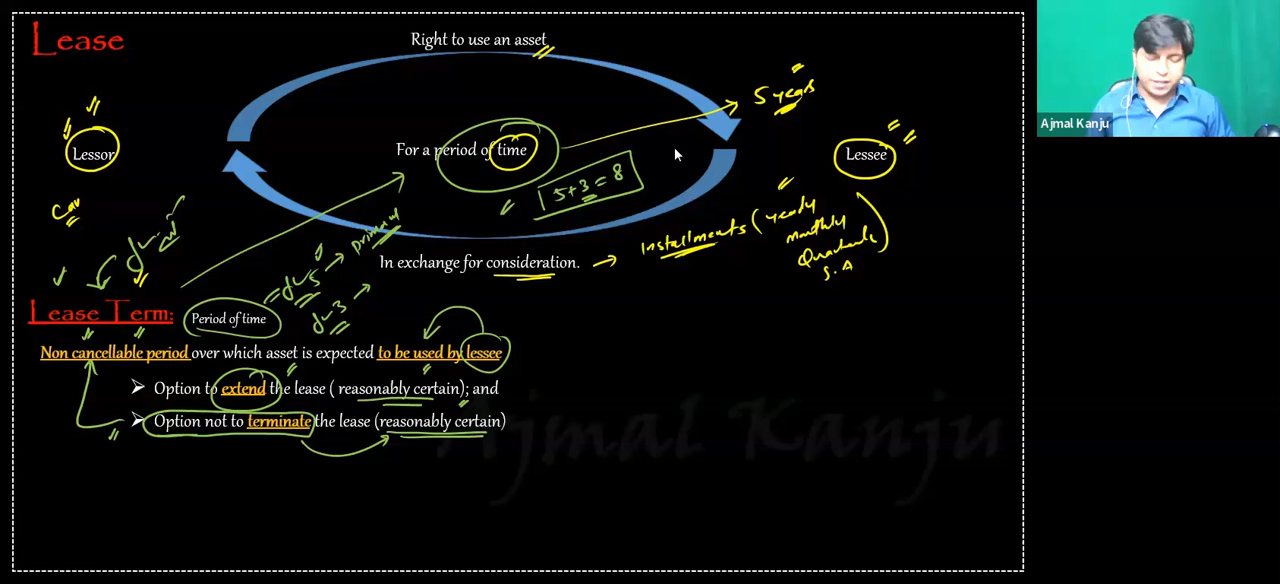 Lease
Right to use an asset
Ajmal Kanju
5 years
Lessor
For a period of time
Lessee
5+3=8
Car
primary
Installments (yearly
monthly
S.A
In exchange for consideration.
Lease Term:
Period of time
Non cancellable period over which asset is expected to be used by lessee
➢ Option to extend the lease ( reasonably certain); and
➢ Option not to terminate the lease (reasonably certain)
Ajmal Kanju